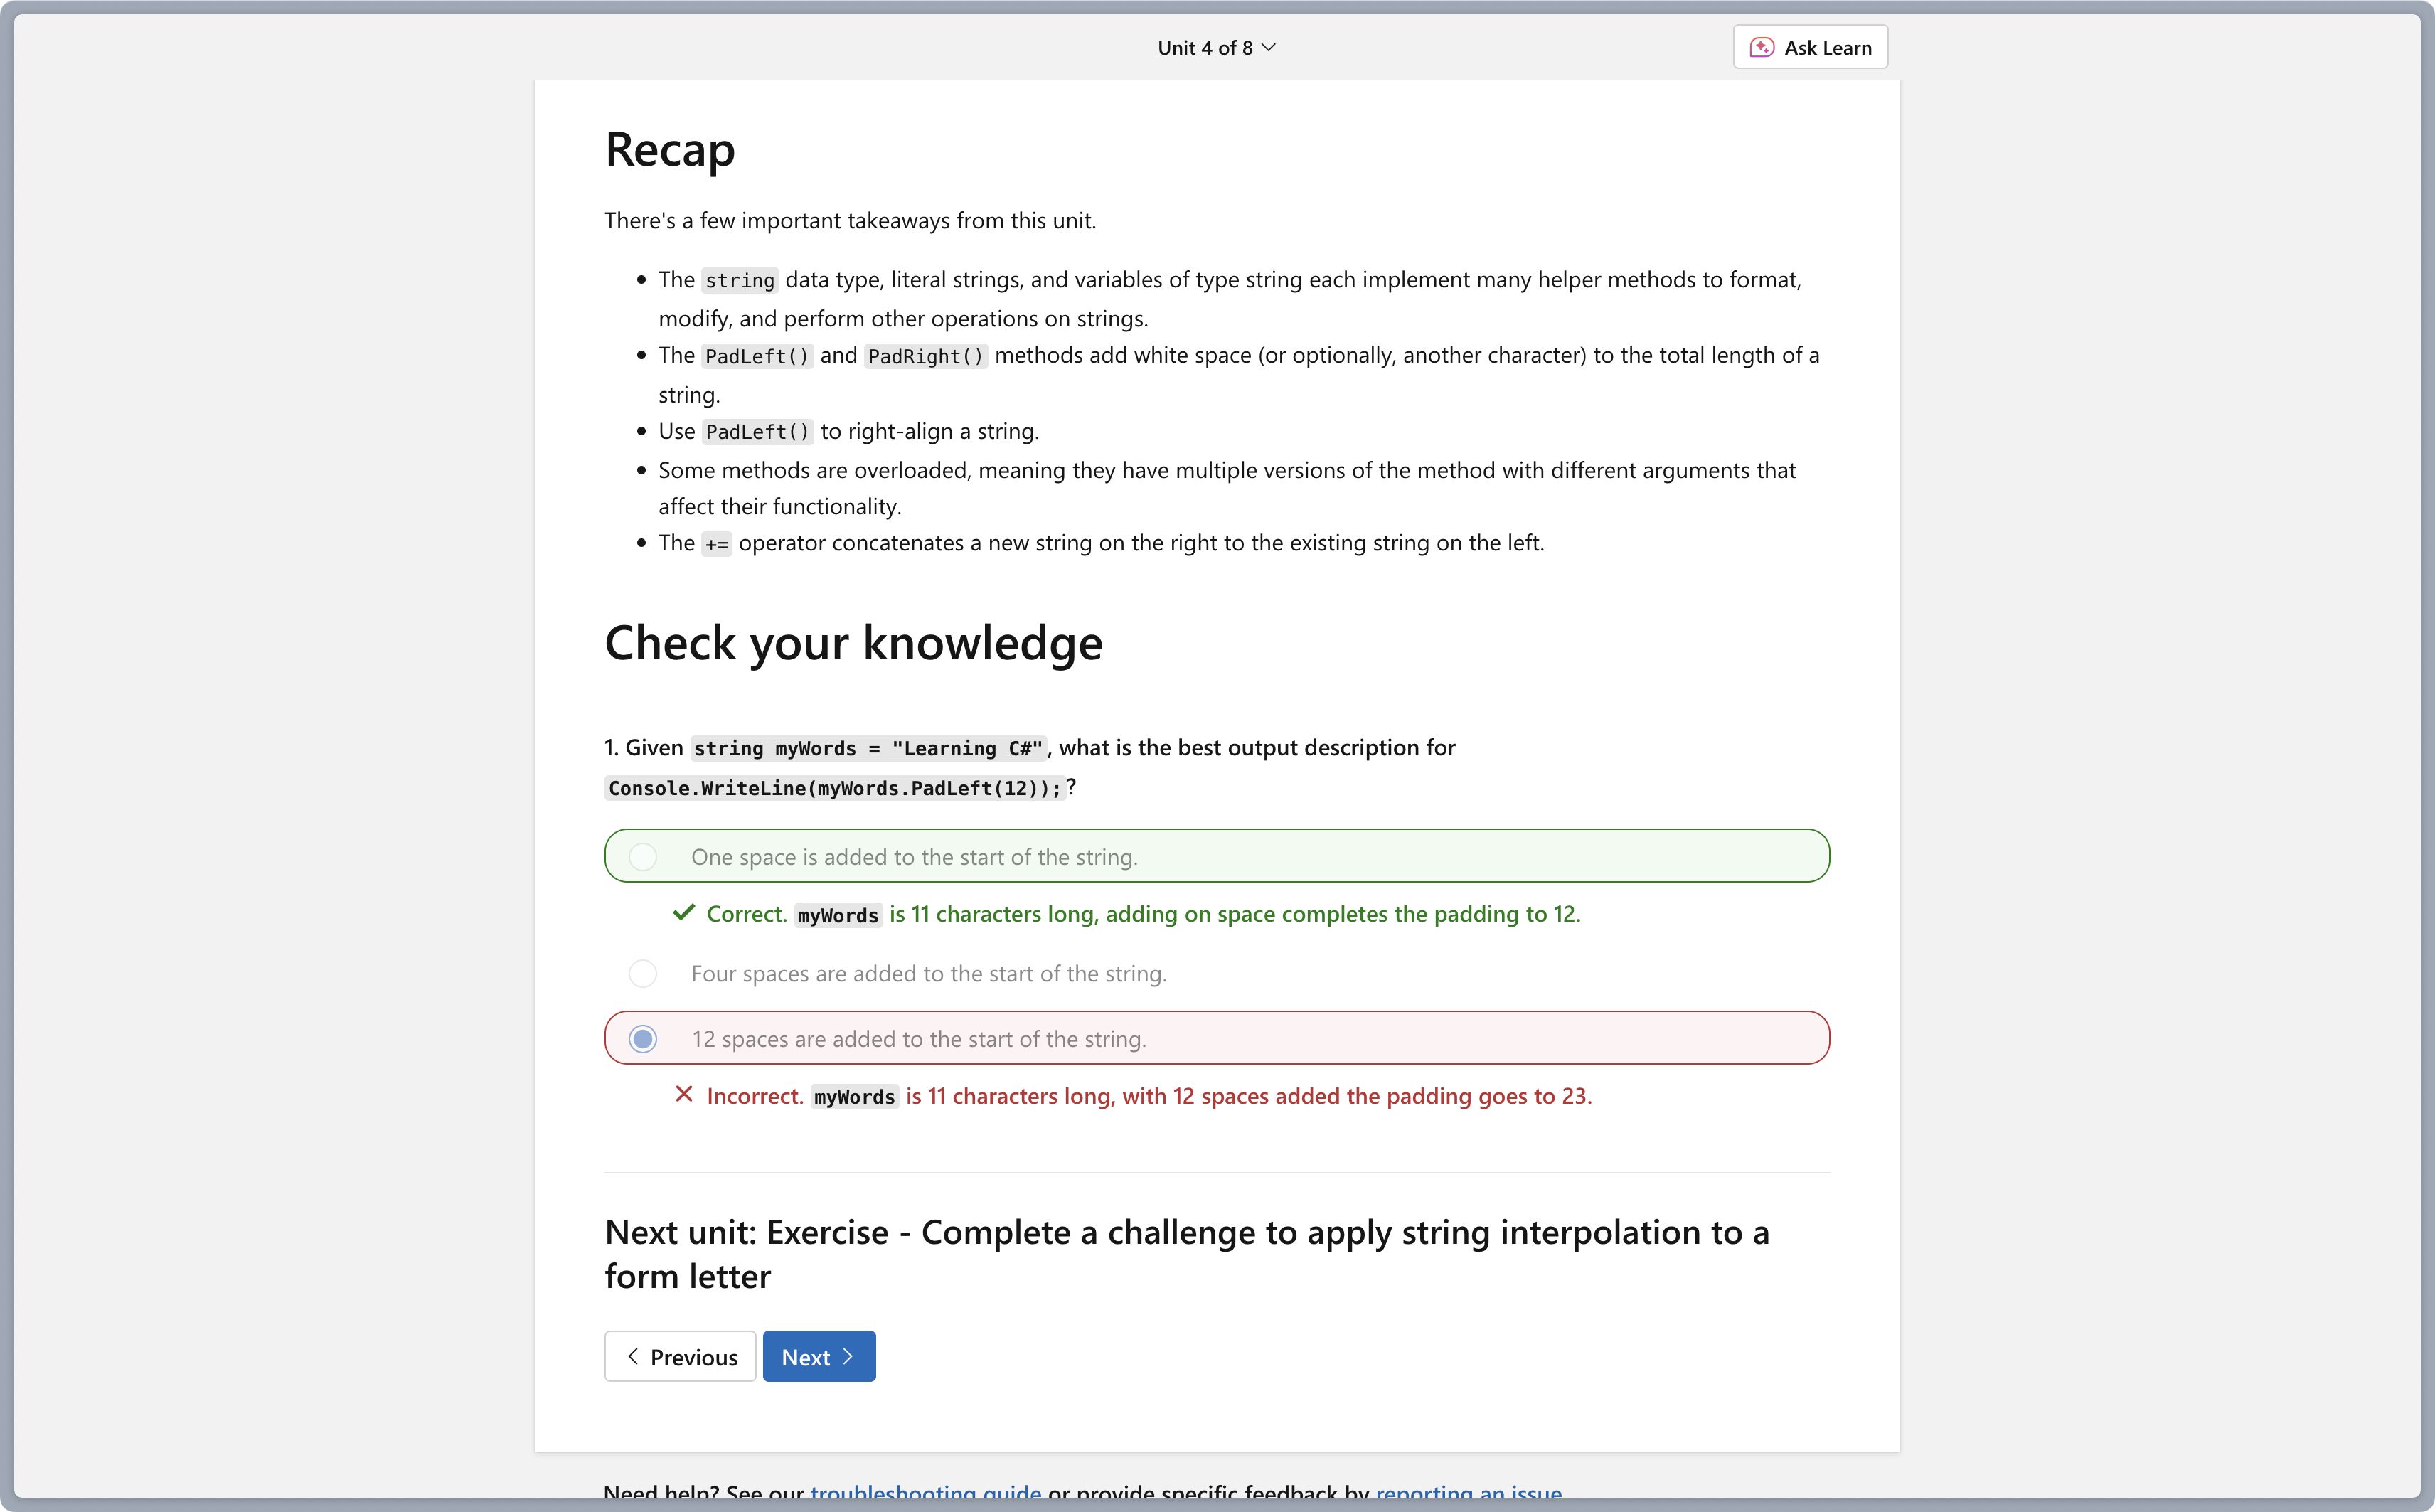 Unit 4 of 8
Ask Learn
Recap
There's a few important takeaways from this unit.
The string data type, literal strings, and variables of type string each implement many helper methods to format,
modify, and perform other operations on strings.
The PadLeft() and PadRight() methods add white space (or optionally, another character) to the total length of a
string.
Use PadLeft() to right-align a string.
Some methods are overloaded, meaning they have multiple versions of the method with different arguments that
affect their functionality.
The += operator concatenates a new string on the right to the existing string on the left.
Check your knowledge
1. Given string myWords = "Learning C#", what is the best output description for
Console.WriteLine(myWords.PadLeft(12));?
One space is added to the start of the string.
Correct. myWords is 11 characters long, adding on space completes the padding to 12.
Four spaces are added to the start of the string.
12 spaces are added to the start of the string.
Incorrect. myWords is 11 characters long, with 12 spaces added the padding goes to 23.
Next unit: Exercise - Complete a challenge to apply string interpolation to a
form letter
Previous
Next
Need help? See our troubleshooting guide or provide specific feedback by reporting an issue